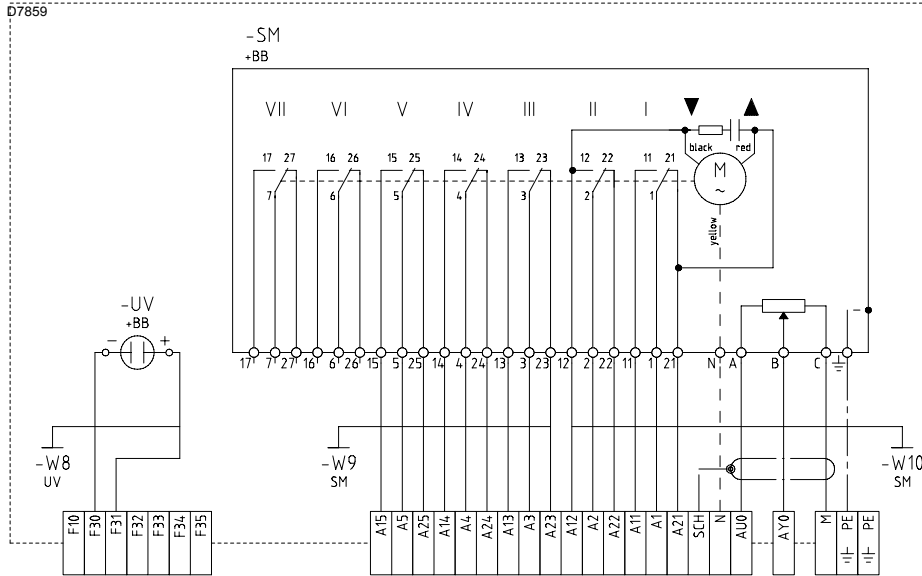 D7859
-SM
+BB
VII VI V IV III II I
black red
17 27 16 26 15 25 14 24 13 23 12 22 11 21
M
~
7 6 5 4 3 2 1
yellow
-UV
+BB
- +
-
17 7 27 16 6 26 15 5 25 14 4 24 13 3 23 12 2 22 11 1 21 N A B C
-W8
UV
-W9
SM
-W10
SM
F10 F30 F31 F32 F33 F34 F35
A15 A5 A25 A14 A4 A24 A13 A3 A23 A12 A2 A22 A11 A1 A21 SCH N AU0 AY0 M PE PE